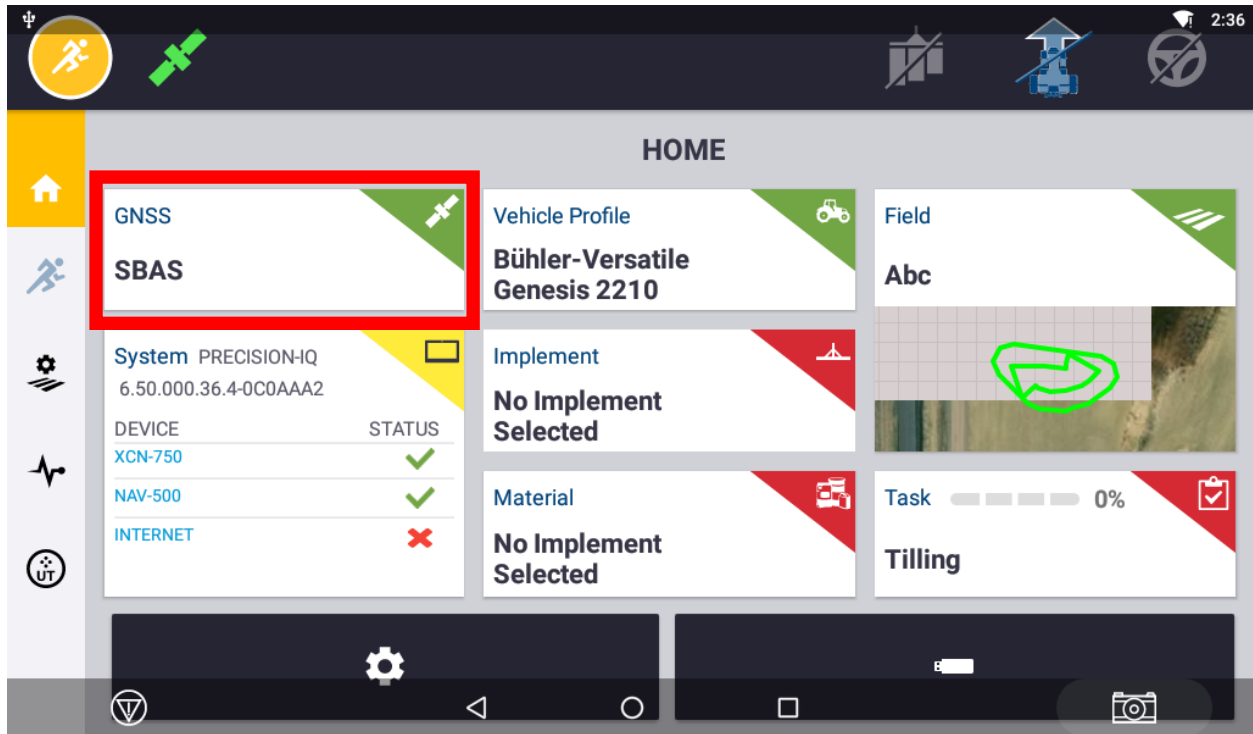 2:36
HOME
GNSS
SBAS
Vehicle Profile
Bühler-Versatile
Genesis 2210
Field
Abc
System PRECISION-IQ
6.50.000.36.4-0C0AAA2
DEVICE STATUS
XCN-750
NAV-500
INTERNET
Implement
No Implement
Selected
Material
No Implement
Selected
Task 0%
Tilling
UT